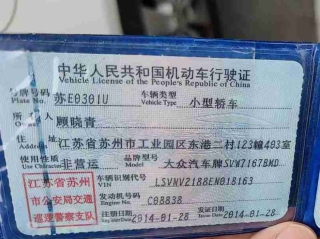 中华人民共和国机动车行驶证
Vehicle License of the People's Republic of China
号牌号码 苏E0301U 车辆类型 小型轿车
Plate No. Vehicle Type
所有人 顾晓青
江苏省苏州市工业园区东港二村123幢403室
使用性质 非营运 品牌型号 大众汽车牌SVW7167BMD
Use Character Model
江苏省苏州市公安局交通巡逻警察支队
车辆识别代号 LSVNV2188EN018163
VIN
发动机号码 C08838
Engine No.
注册日期 2014-01-28 发证日期 2014-01-28